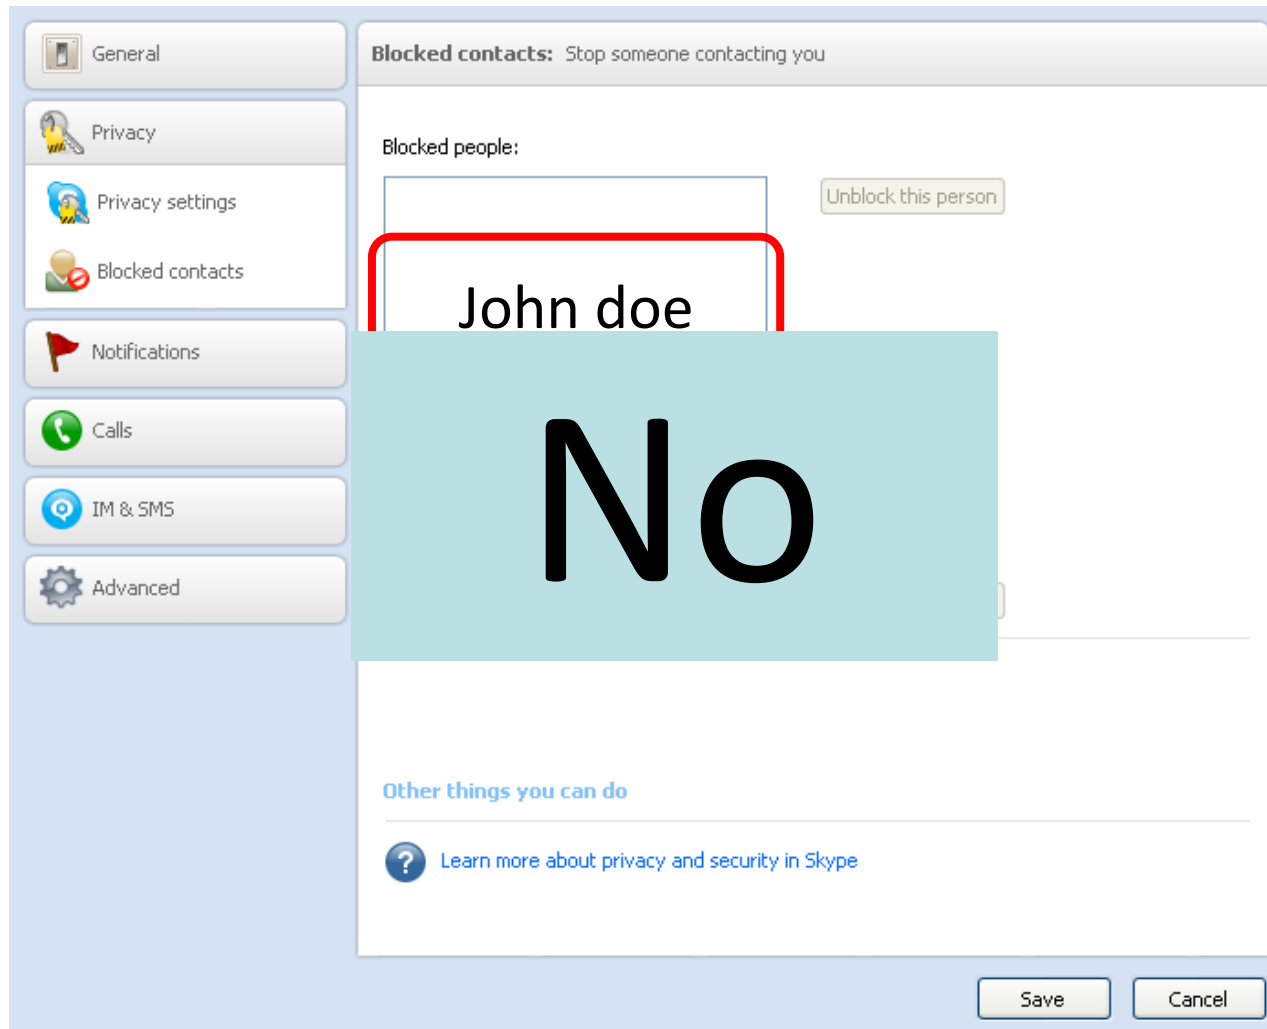 General
Privacy
Privacy settings
Blocked contacts
Notifications
Calls
IM & SMS
Advanced
Blocked contacts: Stop someone contacting you
Blocked people:
Unblock this person
John doe
No
Other things you can do
? Learn more about privacy and security in Skype
Save
Cancel